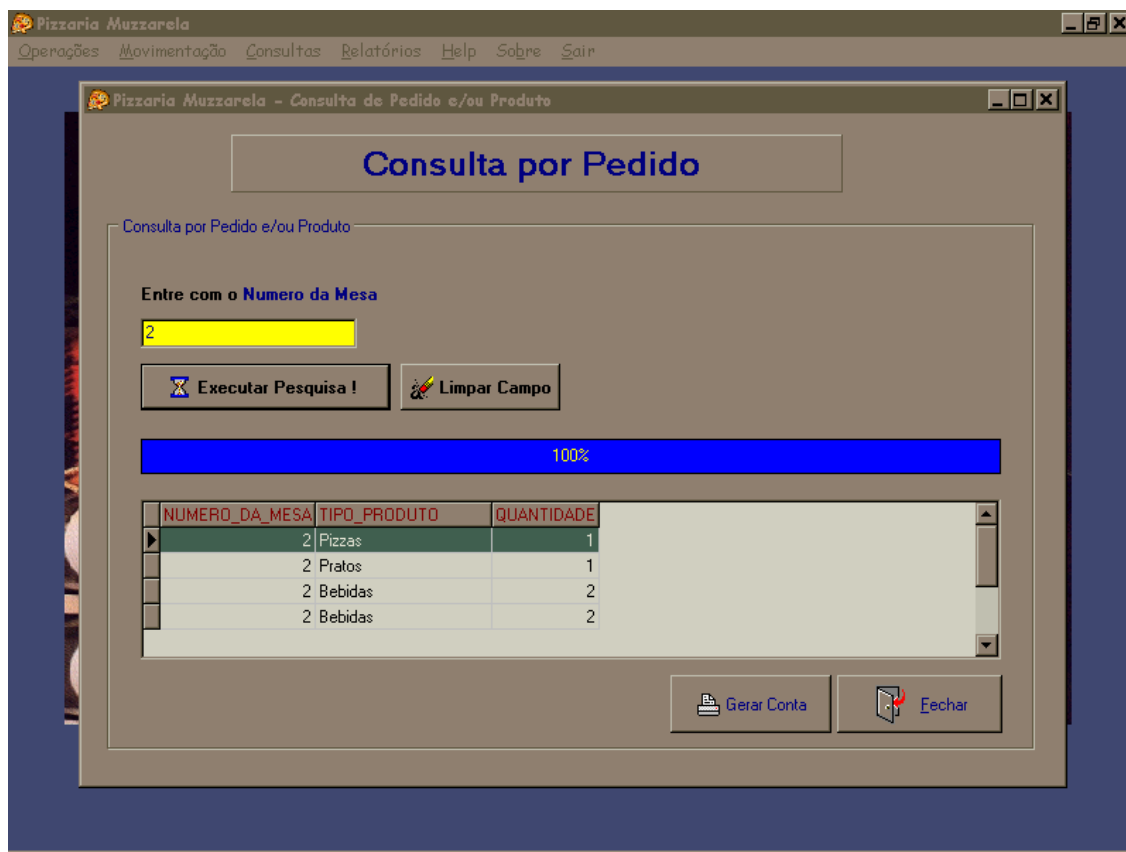 Pizzaria Muzzarela
Operações Movimentação Consultas Relatórios Help Sobre Sair
Pizzaria Muzzarela - Consulta de Pedido e/ou Produto
Consulta por Pedido
Consulta por Pedido e/ou Produto
Entre com o Numero da Mesa
2
Executar Pesquisa ! Limpar Campo
100%
NUMERO_DA_MESA TIPO_PRODUTO QUANTIDADE
2 Pizzas 1
2 Pratos 1
2 Bebidas 2
2 Bebidas 2
Gerar Conta Fechar